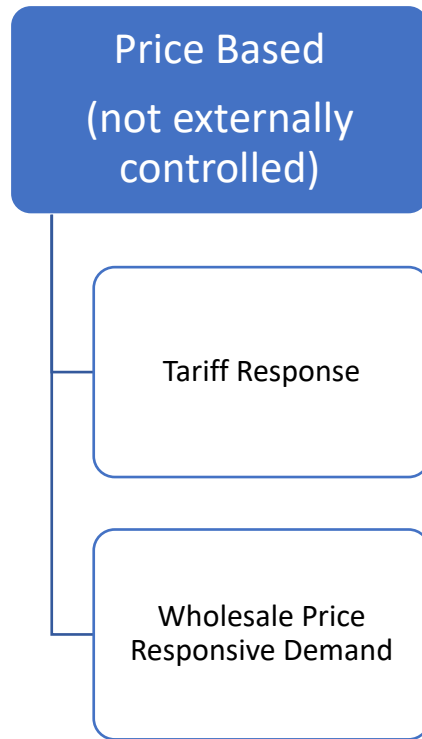 Price Based
(not externally
controlled)
Tariff Response
Wholesale Price
Responsive Demand